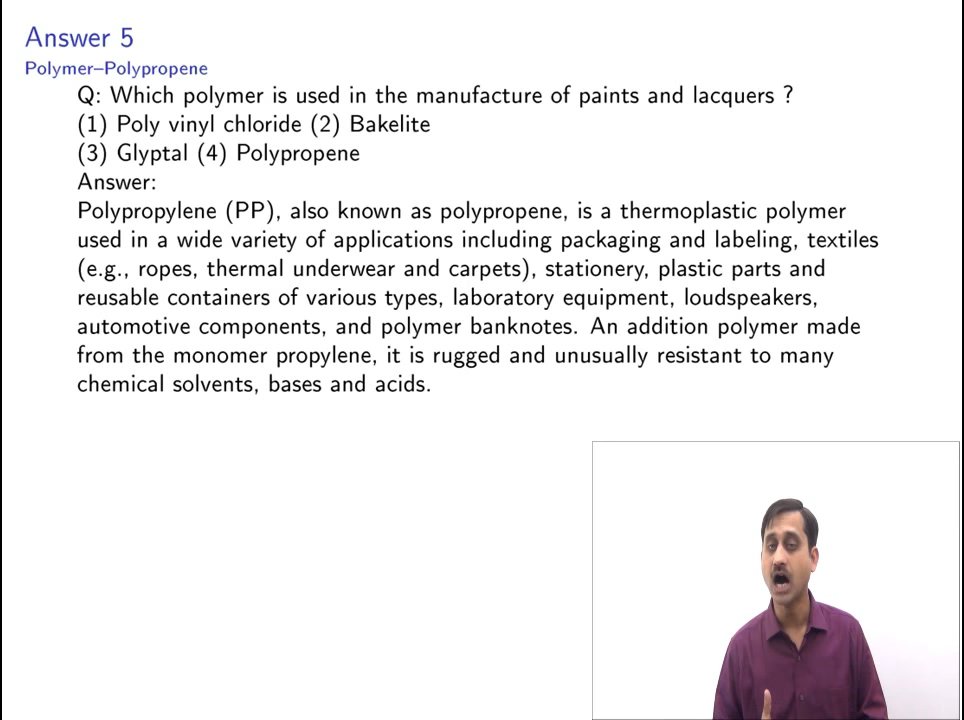 Answer 5
Polymer–Polypropene
Q: Which polymer is used in the manufacture of paints and lacquers ?
(1) Poly vinyl chloride (2) Bakelite
(3) Glyptal (4) Polypropene
Answer:
Polypropylene (PP), also known as polypropene, is a thermoplastic polymer
used in a wide variety of applications including packaging and labeling, textiles
(e.g., ropes, thermal underwear and carpets), stationery, plastic parts and
reusable containers of various types, laboratory equipment, loudspeakers,
automotive components, and polymer banknotes. An addition polymer made
from the monomer propylene, it is rugged and unusually resistant to many
chemical solvents, bases and acids.